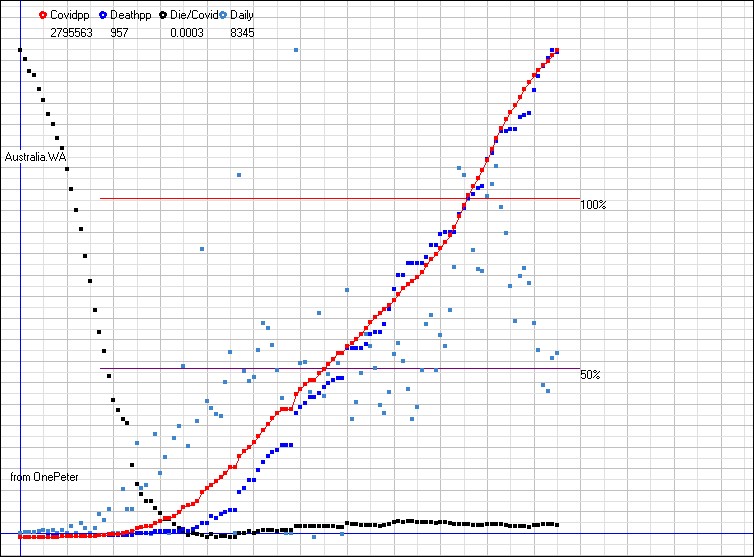 Covidpp Deathpp Die/Covid Daily
2795563 957 0.0003 8345
Australia.WA
100%
50%
from OnePeter